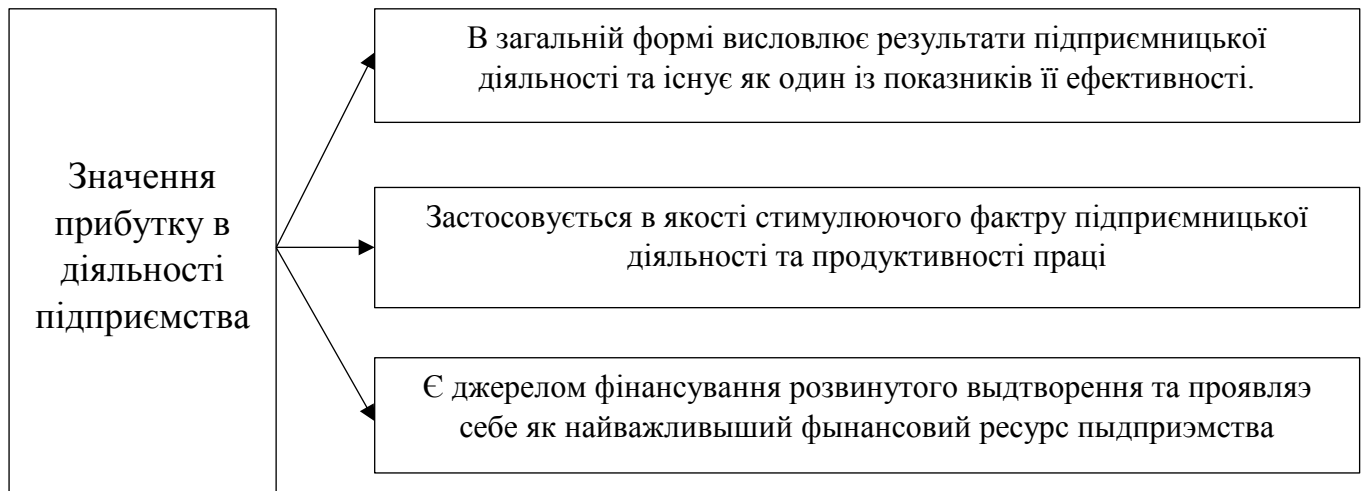 Значення
прибутку в
діяльності
підприємства
В загальній формі висловлює результати підприємницької
діяльності та існує як один із показників її ефективності.
Застосовується в якості стимулюючого фактру підприємницької
діяльності та продуктивності праці
Є джерелом фінансування розвинутого выдтворення та проявляэ
себе як найважливыший фынансовий ресурс пыдприэмства